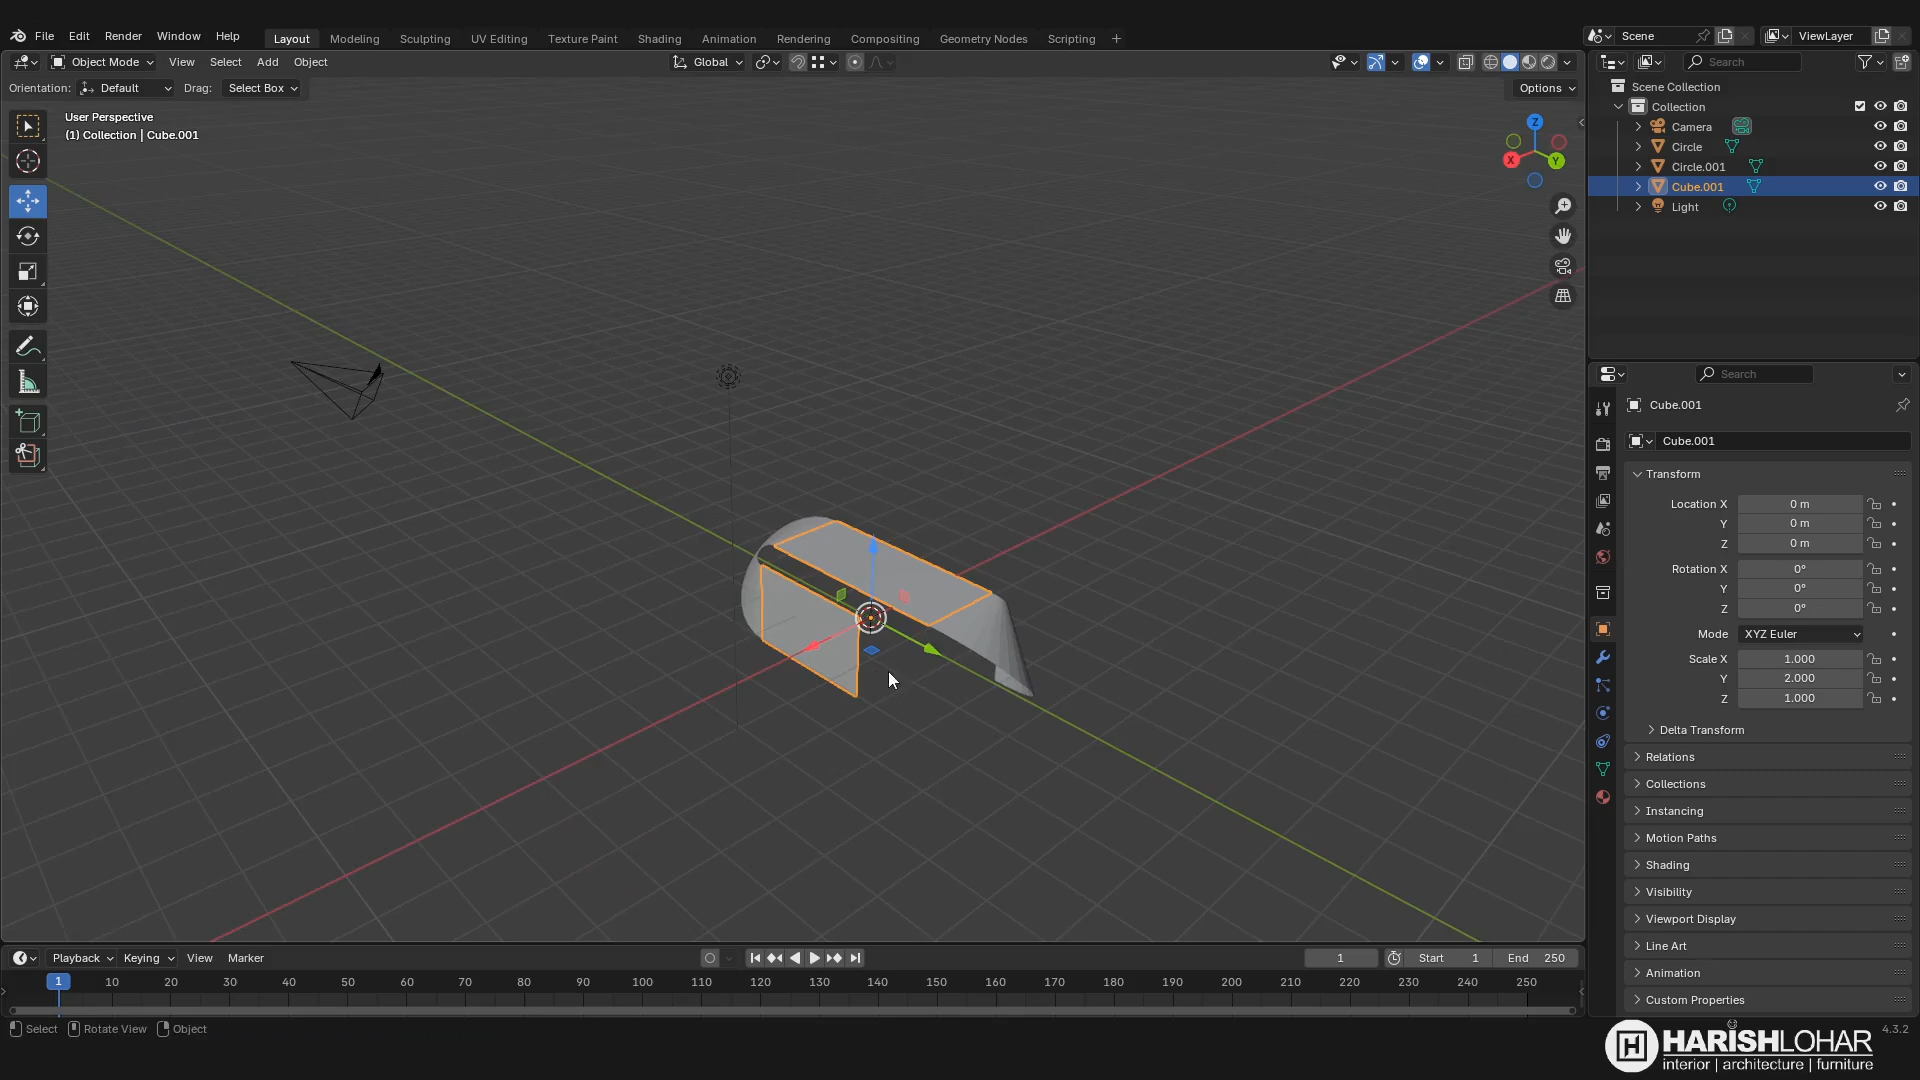 File Edit Render Window Help Layout Modeling Sculpting UV Editing Texture Paint Shading Animation Rendering Compositing Geometry Nodes Scripting + Scene ViewLayer
Object Mode View Select Add Object Global Search
Orientation: Default Drag: Select Box Options
User Perspective
(1) Collection | Cube.001
Z
X
Y
Scene Collection
Collection
Camera
Circle
Circle.001
Cube.001
Light
Search
Cube.001
Cube.001
Transform
Location X 0 m
Y 0 m
Z 0 m
Rotation X 0°
Y 0°
Z 0°
Mode XYZ Euler
Scale X 1.000
Y 2.000
Z 1.000
Delta Transform
Relations
Collections
Instancing
Motion Paths
Shading
Visibility
Viewport Display
Line Art
Animation
Custom Properties
Playback Keying View Marker 1 Start 1 End 250
1 10 20 30 40 50 60 70 80 90 100 110 120 130 140 150 160 170 180 190 200 210 220 230 240 250
Select Rotate View Object 4.3.2
H HARISHLOHAR
interior | architecture | furniture